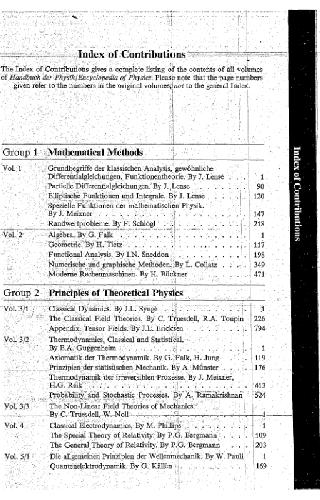 Index of Contributions
The Index of Contributions gives a complete listing of the contents of all volumes
of Handbuch der Physik/Encyclopedia of Physics. Please note that the page numbers
given refer to the numbers in the original volumes, not to the general Index.
Group 1 Mathematical Methods
Vol. 1 Grundbegriffe der klassischen Analysis, gewöhnliche
Differentialgleichungen, Funktionentheorie. By J. Lense . . . . 1
Partielle Differentialgleichungen. By J. Lense . . . . 90
Elliptische Funktionen und Integrale. By J. Lense . . . . 120
Spezielle Funktionen der mathematischen Physik.
By J. Meixner . . . . 147
Randwertprobleme. By F. Schlögl . . . . 218
Vol. 2 Algebra. By G. Falk . . . . 1
Geometrie. By H. Tietz . . . . 117
Functional Analysis. By I.N. Sneddon . . . . 198
Numerische und graphische Methoden. By L. Collatz . . . . 349
Moderne Rechenmaschinen. By H. Bückner . . . . 471
Group 2 Principles of Theoretical Physics
Vol. 3/1 Classical Dynamics. By J.L. Synge . . . . 1
The Classical Field Theories. By C. Truesdell, R.A. Toupin 226
Appendix. Tensor Fields. By J.L. Ericksen . . . . 794
Vol. 3/2 Thermodynamics, Classical and Statistical.
By E.A. Guggenheim . . . . 1
Axiomatik der Thermodynamik. By G. Falk, H. Jung . . . . 119
Prinzipien der statistischen Mechanik. By A. Münster . . . . 176
Thermodynamik der irreversiblen Prozesse. By J. Meixner,
H.G. Reik . . . . 413
Probability and Stochastic Processes. By A. Ramakrishnan . 524
Vol. 3/3 The Non-Linear Field Theories of Mechanics.
By C. Truesdell, W. Noll . . . . 1
Vol. 4 Classical Electrodynamics. By M. Phillips . . . . 1
The Special Theory of Relativity. By P.G. Bergmann . . . . 109
The General Theory of Relativity. By P.G. Bergmann . . . . 203
Vol. 5/1 Die allgemeinen Prinzipien der Wellenmechanik. By W. Pauli 1
Quantenelektrodynamik. By G. Källén . . . . 169
Index of Contributions